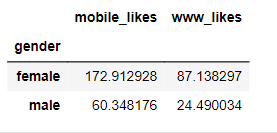 mobile_likes www_likes
gender
female 172.912928 87.138297
male 60.348176 24.490034